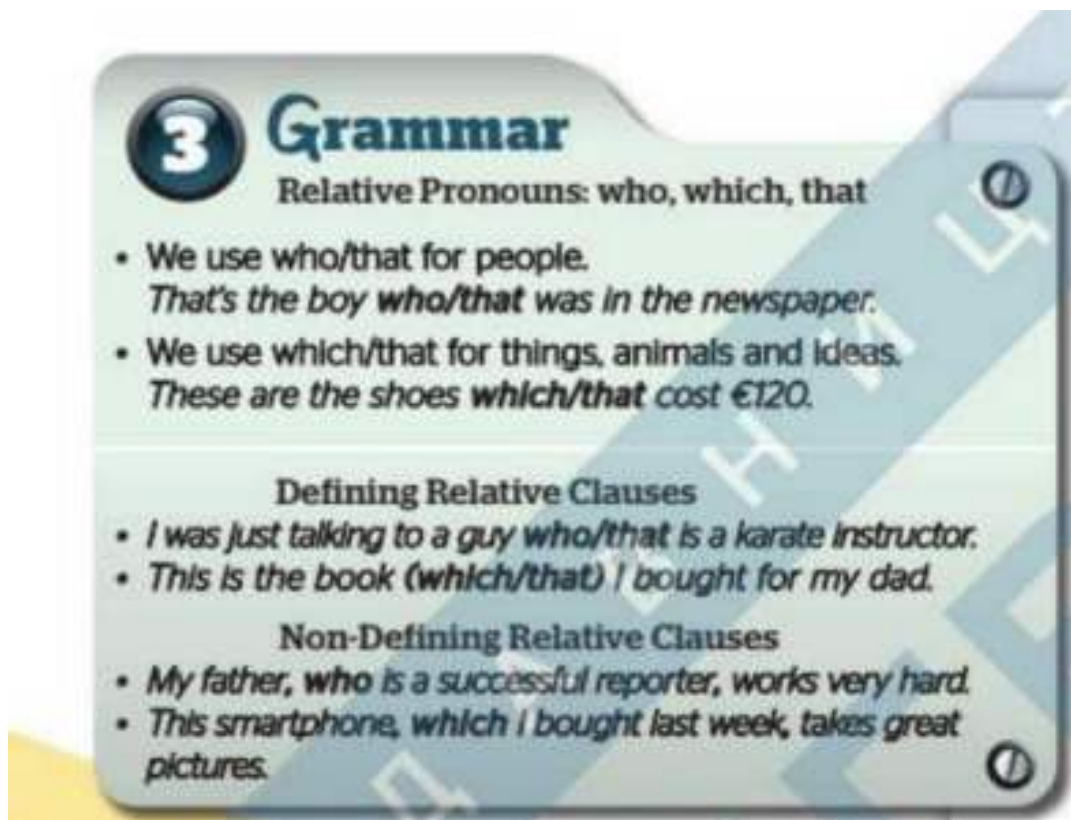 3 Grammar
Relative Pronouns: who, which, that
• We use who/that for people.
That's the boy who/that was in the newspaper.
• We use which/that for things, animals and ideas.
These are the shoes which/that cost €120.
Defining Relative Clauses
• I was just talking to a guy who/that is a karate instructor.
• This is the book (which/that) I bought for my dad.
Non-Defining Relative Clauses
• My father, who is a successful reporter, works very hard.
• This smartphone, which I bought last week, takes great
pictures.